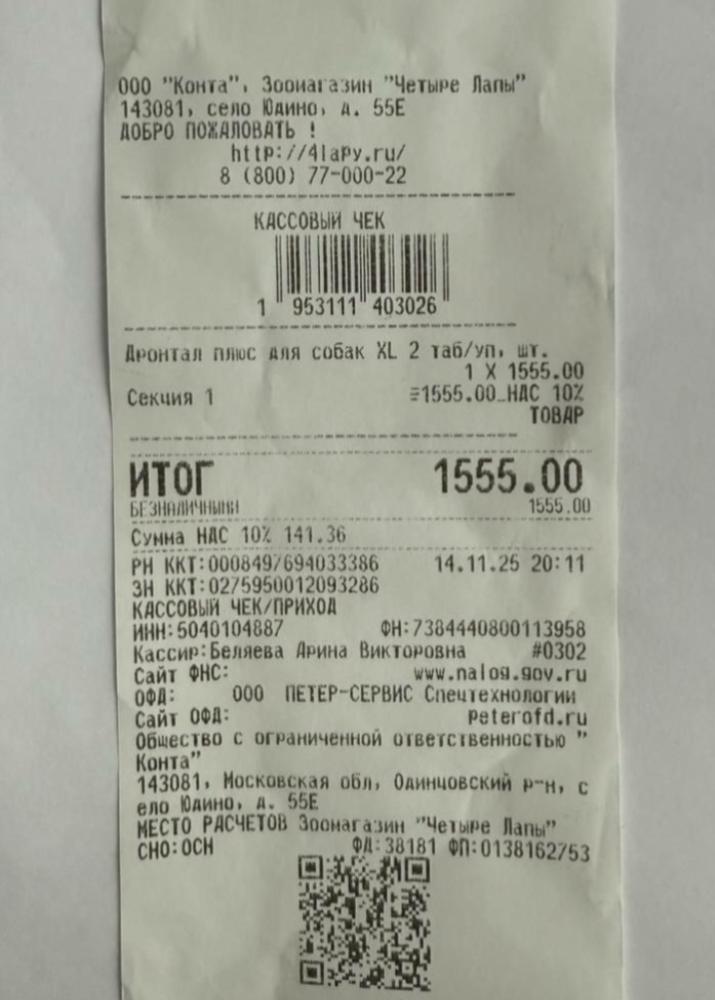 ООО "Конта", Зоомагазин "Четыре Лапы"
143081, село Юдино, д. 55Е
ДОБРО ПОЖАЛОВАТЬ !
http://4lapy.ru/
8 (800) 77-000-22
КАССОВЫЙ ЧЕК
1 953111 403026
Дронтал плюс для собак XL 2 таб/уп, шт.
1 X 1555.00
Секция 1 =1555.00_НДС 10%
ТОВАР
ИТОГ 1555.00
БЕЗНАЛИЧНЫМИ 1555.00
Сумма НДС 10% 141.36
РН ККТ:0008497694033386 14.11.25 20:11
ЗН ККТ:0275950012093286
КАССОВЫЙ ЧЕК/ПРИХОД
ИНН:5040104887 ФН:7384440800113958
Кассир:Беляева Арина Викторовна #0302
Сайт ФНС: www.nalog.gov.ru
ОФД: ООО ПЕТЕР-СЕРВИС Спецтехнологии
Сайт ОФД: peterofd.ru
Общество с ограниченной ответственностью "
Конта"
143081, Московская обл, Одинцовский р-н, с
ело Юдино, д. 55Е
МЕСТО РАСЧЕТОВ Зоомагазин "Четыре Лапы"
СНО:ОСН ФД:38181 ФП:0138162753